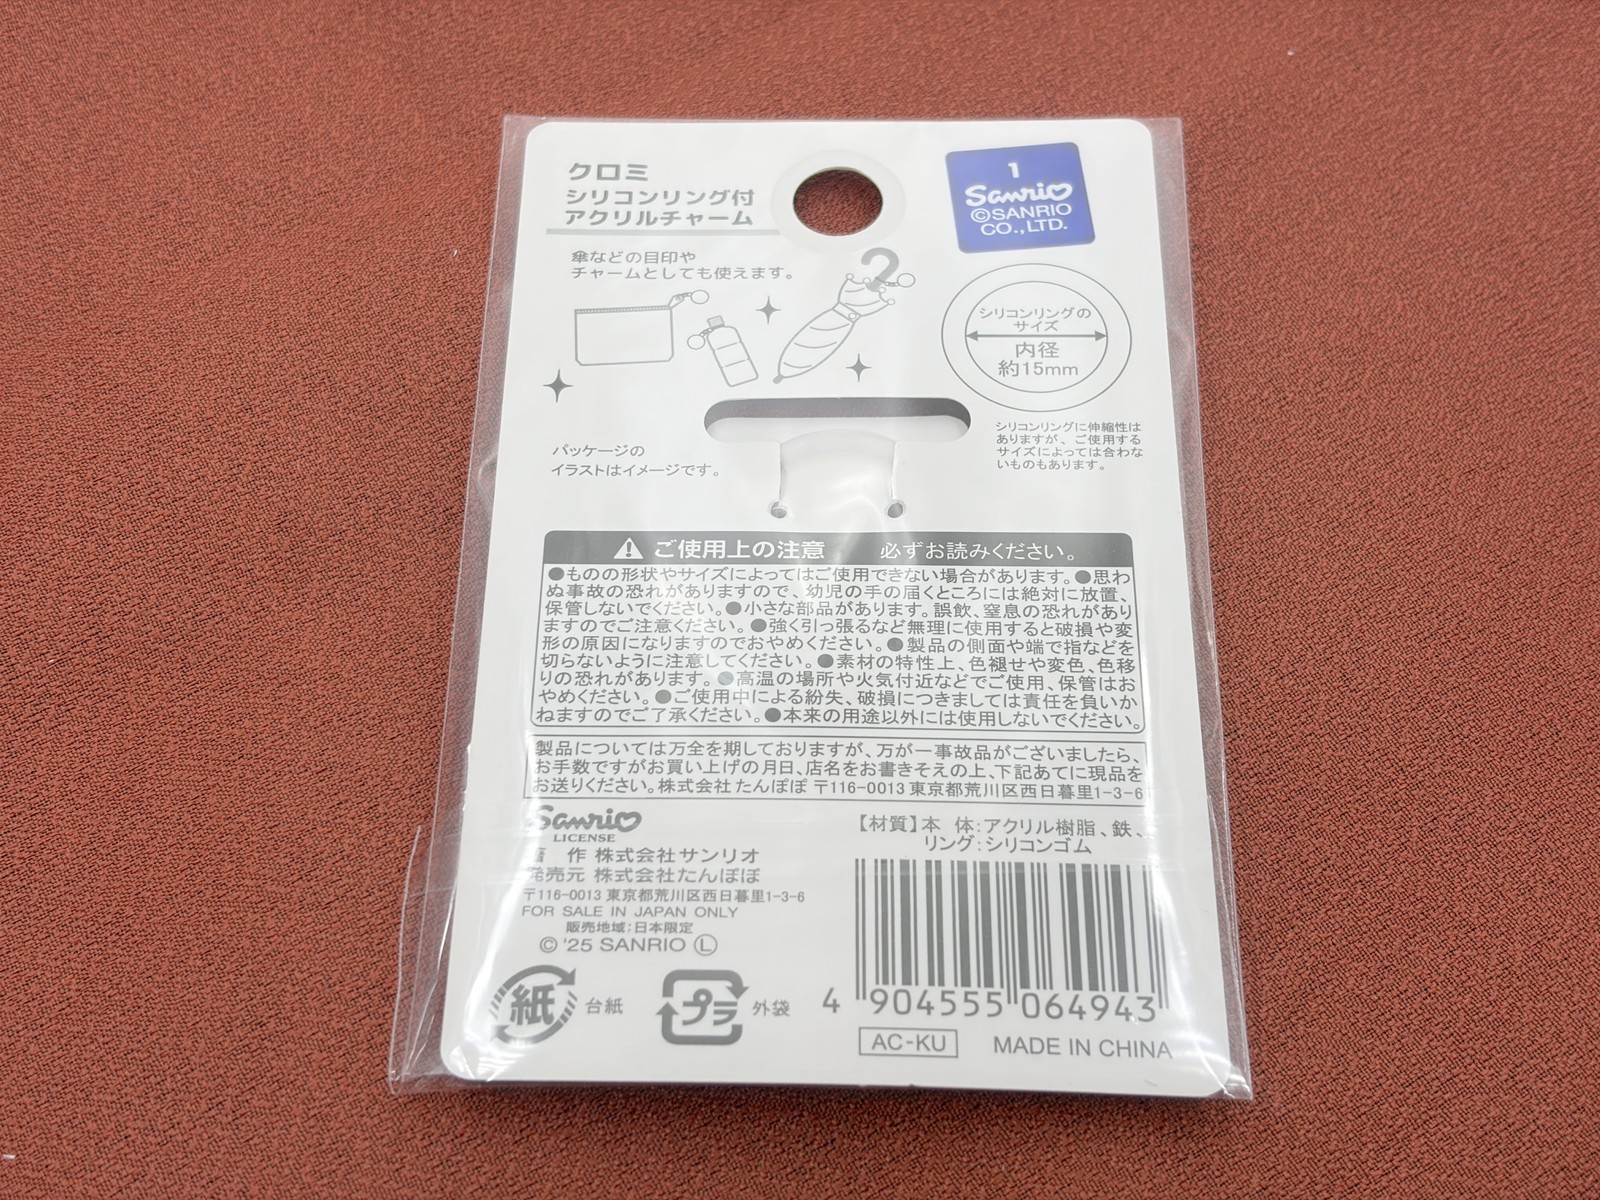 クロミ
シリコンリング付
アクリルチャーム
1
Sanrio
©SANRIO
CO.,LTD.
傘などの目印や
チャームとしても使えます。
シリコンリングの
サイズ
内径
約15mm
シリコンリングに伸縮性は
ありますが、ご使用する
サイズによっては合わな
いものもあります。
パッケージの
イラストはイメージです。
ご使用上の注意 必ずお読みください。
●ものの形状やサイズによってはご使用できない場合があります。●思わ
ぬ事故の恐れがありますので、幼児の手の届くところには絶対に放置、
保管しないでください。●小さな部品があります。誤飲、窒息の恐れがあり
ますのでご注意ください。●強く引っ張るなど無理に使用すると破損や変
形の原因になりますのでおやめください。●製品の側面や端で指などを
切らないように注意してください。●素材の特性上、色褪せや変色、色移
りの恐れがあります。●高温の場所や火気付近などでご使用、保管はお
やめください。●ご使用中による紛失、破損につきましては責任を負いか
ねますのでご了承ください。●本来の用途以外には使用しないでください。
製品については万全を期しておりますが、万が一事故品がございましたら、
お手数ですがお買い上げの月日、店名をお書きそえの上、下記あてに現品を
お送りください。株式会社たんぽぽ 〒116-0013 東京都荒川区西日暮里1-3-6
Sanrio
LICENSE
著 作 株式会社サンリオ
発売元 株式会社たんぽぽ
〒116-0013 東京都荒川区西日暮里1-3-6
FOR SALE IN JAPAN ONLY
販売地域:日本限定
© '25 SANRIO Ⓛ
【材質】本 体:アクリル樹脂、鉄、
リング:シリコンゴム
紙 台紙
プラ 外袋
4 904555 064943
AC-KU
MADE IN CHINA